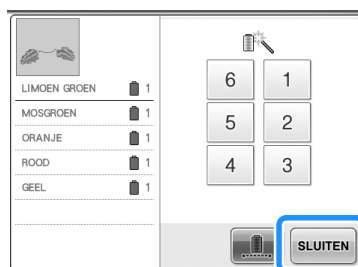 LIMOEN GROEN 1
MOSGROEN 1
ORANJE 1
ROOD 1
GEEL 1
6 1
5 2
4 3
SLUITEN